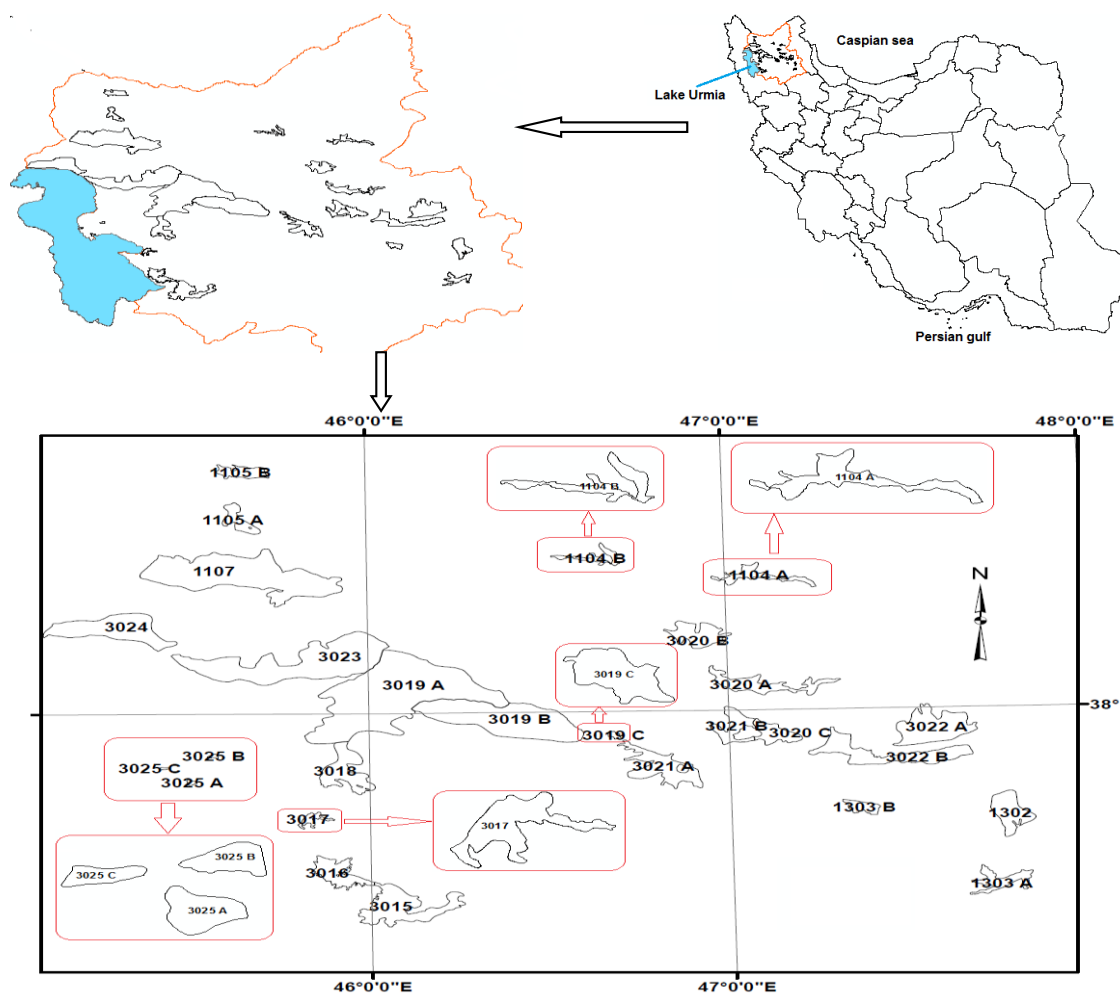 Caspian sea
Lake Urmia
Persian gulf
46°0'0"E
47°0'0"E
48°0'0"E
1105 B
1104 B
1104 A
1105 A
1104 B
1107
1104 A
N
3024
3020 B
3023
3019 C
3019 A
3020 A
38°
3019 B
3019 C
3021 B
3020 C
3022 A
3025 B
3025 C
3025 A
3018
3021 A
3022 B
1303 B
1302
3017
3017
3025 B
3025 C
3025 A
3016
3015
1303 A
46°0'0"E
47°0'0"E